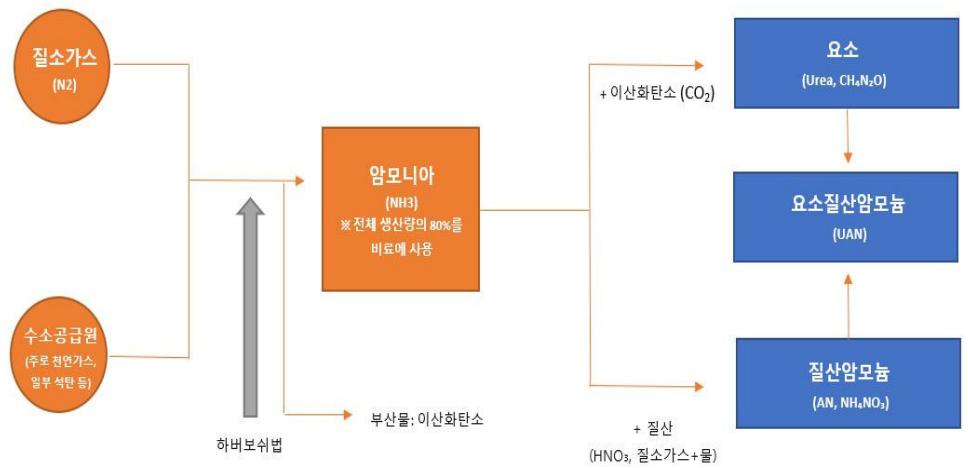 질소가스
(N2)
수소공급원
(주로 천연가스,
일부 석탄 등)
하버보쉬법
부산물: 이산화탄소
암모니아
(NH3)
※ 전체 생산량의 80%를
비료에 사용
+ 이산화탄소 (CO₂)
+ 질산
(HNO₃, 질소가스+물)
요소
(Urea, CH₄N₂O)
요소질산암모늄
(UAN)
질산암모늄
(AN, NH₄NO₃)